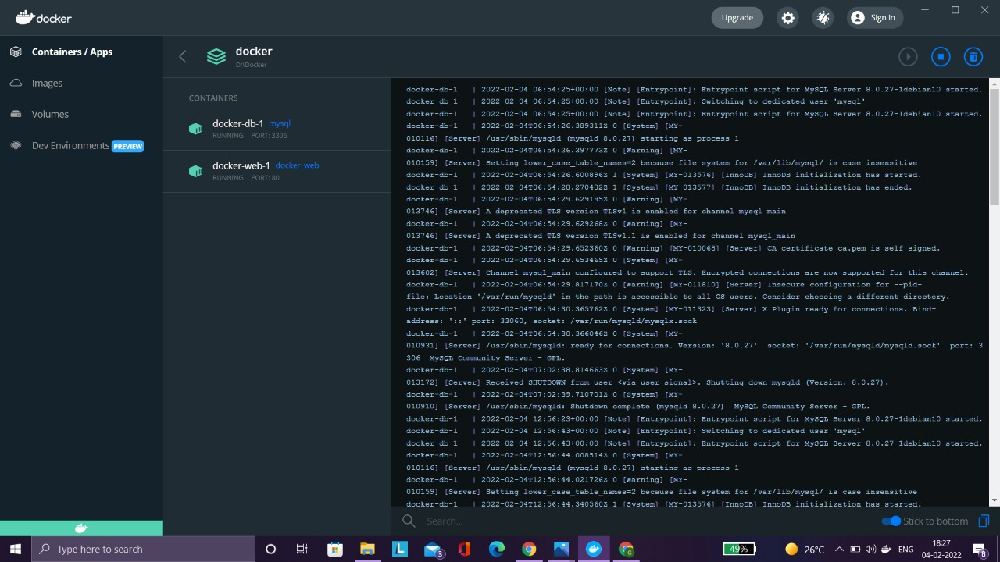 docker
Upgrade
Sign in
Containers / Apps
Images
Volumes
Dev Environments PREVIEW
docker
D:\Docker
CONTAINERS
docker-db-1 mysql
RUNNING PORT: 3306
docker-web-1 docker_web
RUNNING PORT: 80
docker-db-1 | 2022-02-04 06:54:25+00:00 [Note] [Entrypoint]: Entrypoint script for MySQL Server 8.0.27-1debian10 started.
docker-db-1 | 2022-02-04 06:54:25+00:00 [Note] [Entrypoint]: Switching to dedicated user 'mysql'
docker-db-1 | 2022-02-04 06:54:25+00:00 [Note] [Entrypoint]: Entrypoint script for MySQL Server 8.0.27-1debian10 started.
docker-db-1 | 2022-02-04T06:54:26.389311Z 0 [System] [MY-
010116] [Server] /usr/sbin/mysqld (mysqld 8.0.27) starting as process 1
docker-db-1 | 2022-02-04T06:54:26.397773Z 0 [Warning] [MY-
010159] [Server] Setting lower_case_table_names=2 because file system for /var/lib/mysql/ is case insensitive
docker-db-1 | 2022-02-04T06:54:26.600896Z 1 [System] [MY-013576] [InnoDB] InnoDB initialization has started.
docker-db-1 | 2022-02-04T06:54:28.270482Z 1 [System] [MY-013577] [InnoDB] InnoDB initialization has ended.
docker-db-1 | 2022-02-04T06:54:29.629195Z 0 [Warning] [MY-
013746] [Server] A deprecated TLS version TLSv1 is enabled for channel mysql_main
docker-db-1 | 2022-02-04T06:54:29.629268Z 0 [Warning] [MY-
013746] [Server] A deprecated TLS version TLSv1.1 is enabled for channel mysql_main
docker-db-1 | 2022-02-04T06:54:29.652360Z 0 [Warning] [MY-010068] [Server] CA certificate ca.pem is self signed.
docker-db-1 | 2022-02-04T06:54:29.653465Z 0 [System] [MY-
013602] [Server] Channel mysql_main configured to support TLS. Encrypted connections are now supported for this channel.
docker-db-1 | 2022-02-04T06:54:29.817170Z 0 [Warning] [MY-011810] [Server] Insecure configuration for --pid-
file: Location '/var/run/mysqld' in the path is accessible to all OS users. Consider choosing a different directory.
docker-db-1 | 2022-02-04T06:54:30.365762Z 0 [System] [MY-011323] [Server] X Plugin ready for connections. Bind-
address: '::' port: 33060, socket: /var/run/mysqld/mysqlx.sock
docker-db-1 | 2022-02-04T06:54:30.366046Z 0 [System] [MY-
010931] [Server] /usr/sbin/mysqld: ready for connections. Version: '8.0.27' socket: '/var/run/mysqld/mysqld.sock' port: 3
306 MySQL Community Server - GPL.
docker-db-1 | 2022-02-04T07:02:38.814663Z 0 [System] [MY-
013172] [Server] Received SHUTDOWN from user <via user signal>. Shutting down mysqld (Version: 8.0.27).
docker-db-1 | 2022-02-04T07:02:39.710701Z 0 [System] [MY-
010910] [Server] /usr/sbin/mysqld: Shutdown complete (mysqld 8.0.27) MySQL Community Server - GPL.
docker-db-1 | 2022-02-04 12:56:23+00:00 [Note] [Entrypoint]: Entrypoint script for MySQL Server 8.0.27-1debian10 started.
docker-db-1 | 2022-02-04 12:56:43+00:00 [Note] [Entrypoint]: Switching to dedicated user 'mysql'
docker-db-1 | 2022-02-04 12:56:43+00:00 [Note] [Entrypoint]: Entrypoint script for MySQL Server 8.0.27-1debian10 started.
docker-db-1 | 2022-02-04T12:56:44.008514Z 0 [System] [MY-
010116] [Server] /usr/sbin/mysqld (mysqld 8.0.27) starting as process 1
docker-db-1 | 2022-02-04T12:56:44.021726Z 0 [Warning] [MY-
010159] [Server] Setting lower_case_table_names=2 because file system for /var/lib/mysql/ is case insensitive
docker-db-1 | 2022-02-04T12:56:44.340560Z 1 [System] [MY-013576] [InnoDB] InnoDB initialization has started.
Search...
Stick to bottom
Type here to search
L
3
G
49%
26°C
ENG
18:27
04-02-2022
8